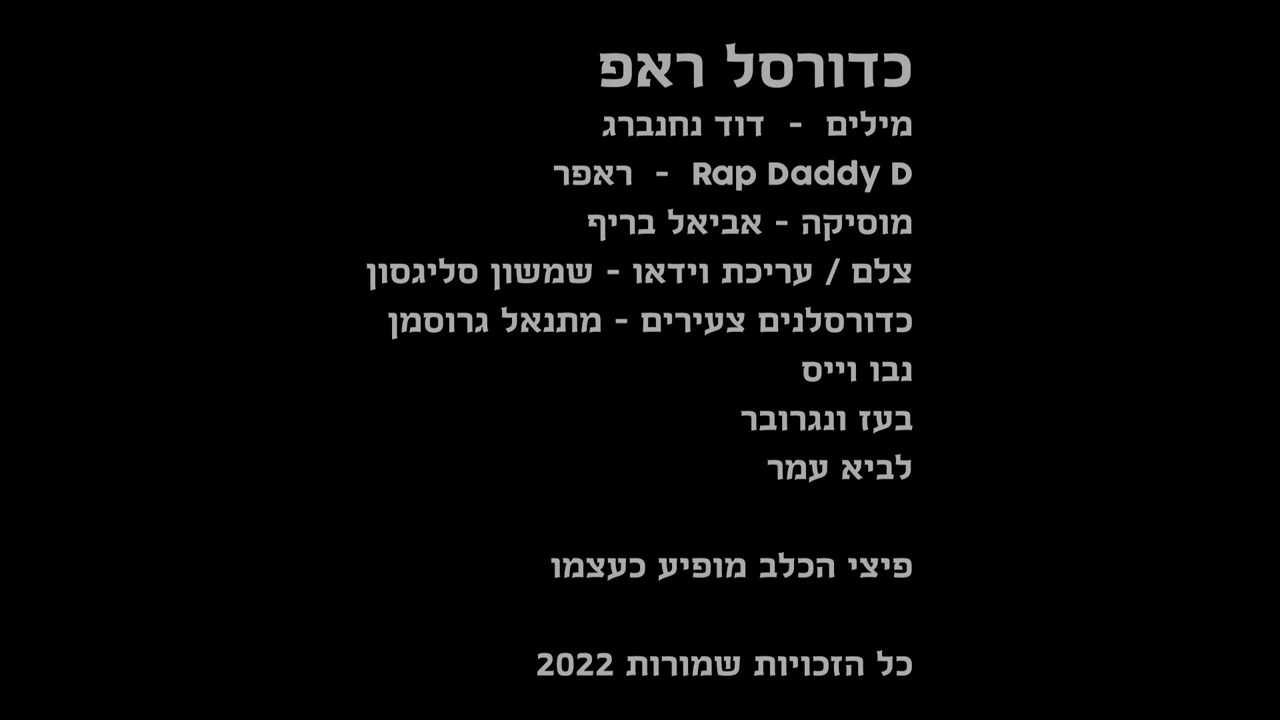 כדורסל ראפ
מילים - דוד נחנברג
Rap Daddy D - ראפר
מוסיקה - אביאל בריף
צלם / עריכת וידאו - שמשון סליגסון
כדורסלנים צעירים - מתנאל גרוסמן
נבו וייס
בעז ונגרובר
לביא עמר
פיצי הכלב מופיע כעצמו
כל הזכויות שמורות 2022